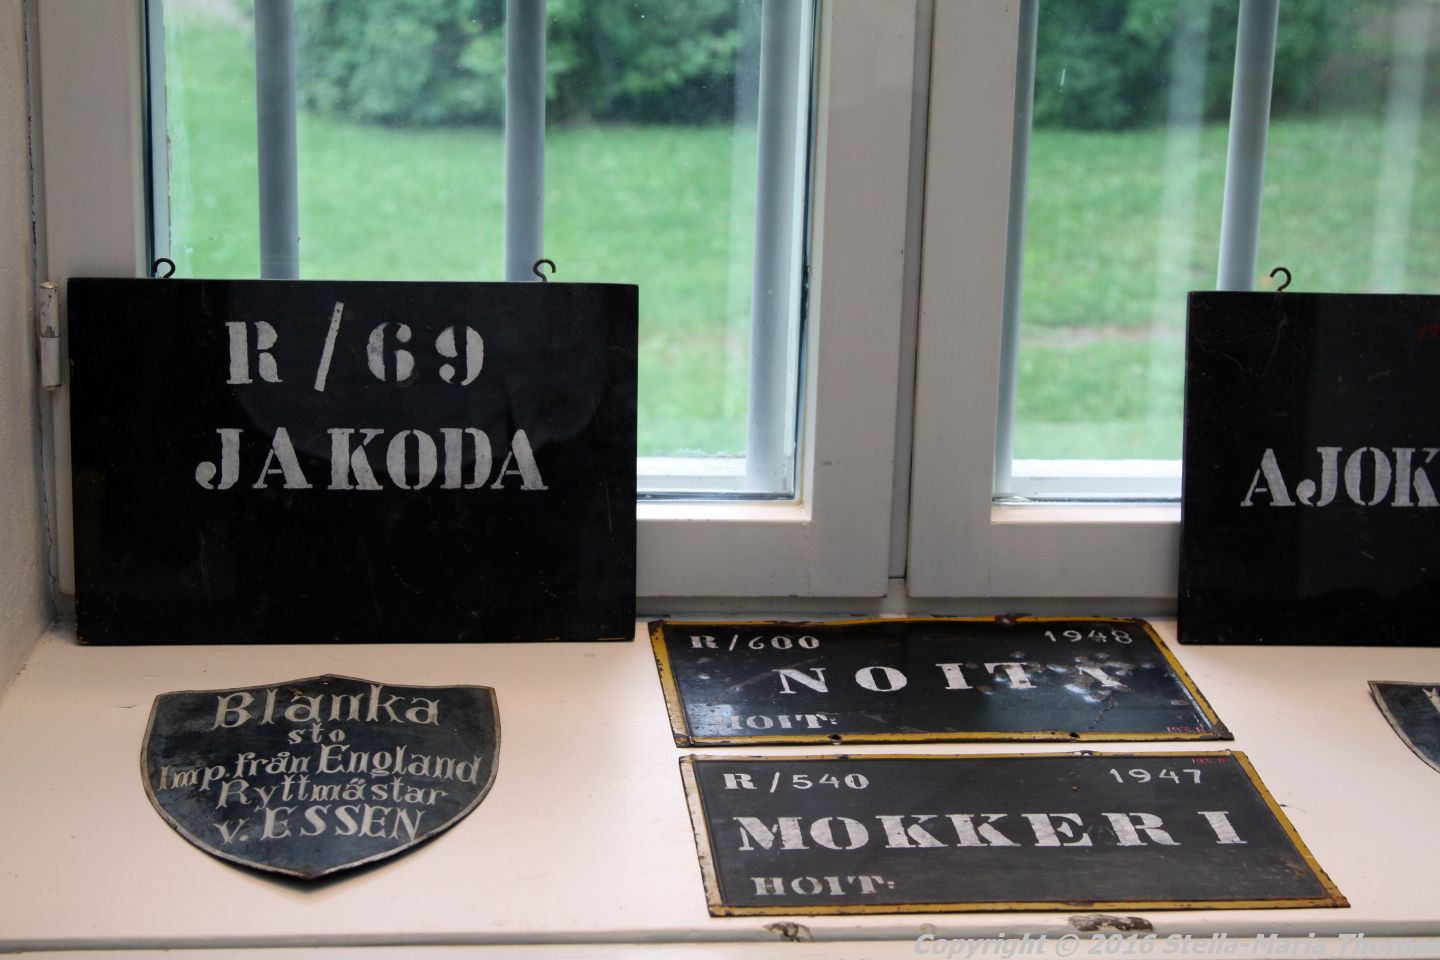 R/69
JAKODA
AJOK
R/600 1948
NOITA
HOIT:
R/540 1947
MOKKERI
HOIT:
Blanka
sto
imp. från England
Ryttmästar
v. ESSEN
Copyright © 2016 Stella-Maria Thomas